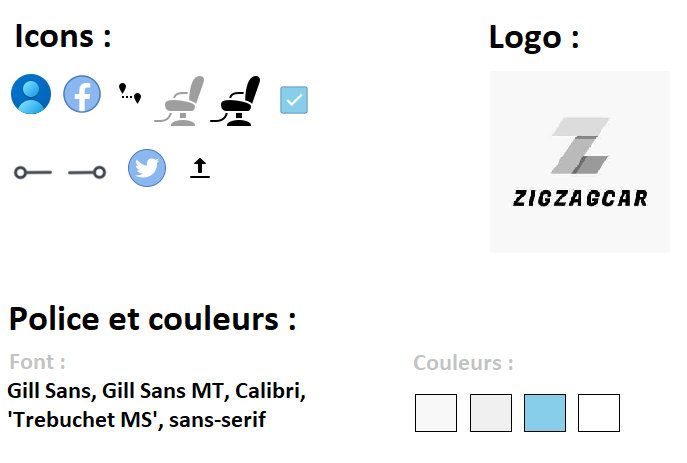 Icons :
Logo :
ZIGZAGCAR
Police et couleurs :
Font :
Gill Sans, Gill Sans MT, Calibri,
'Trebuchet MS', sans-serif
Couleurs :